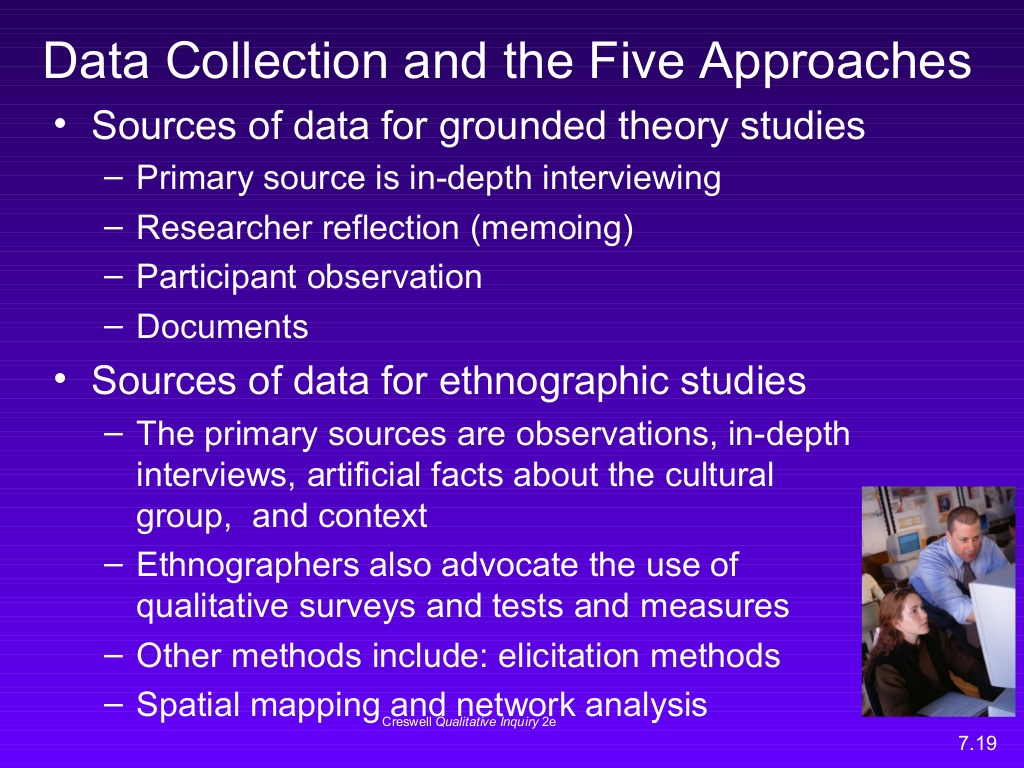 Data Collection and the Five Approaches
• Sources of data for grounded theory studies
– Primary source is in-depth interviewing
– Researcher reflection (memoing)
– Participant observation
– Documents
• Sources of data for ethnographic studies
– The primary sources are observations, in-depth
interviews, artificial facts about the cultural
group,  and context
– Ethnographers also advocate the use of
qualitative surveys and tests and measures
– Other methods include: elicitation methods
– Spatial mapping and network analysis
Creswell Qualitative Inquiry 2e
7.19